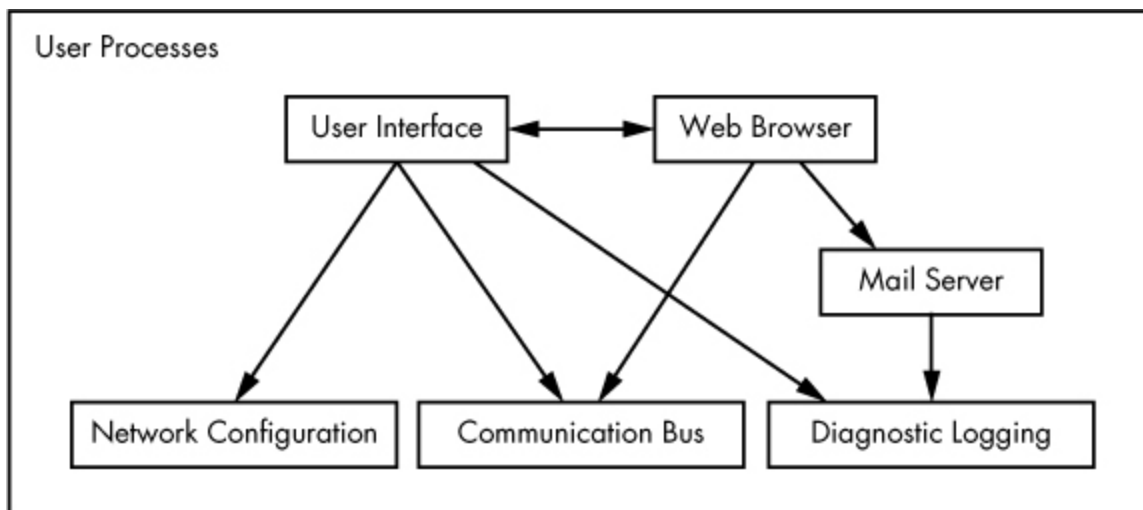 User Processes
User Interface
Web Browser
Mail Server
Network Configuration
Communication Bus
Diagnostic Logging